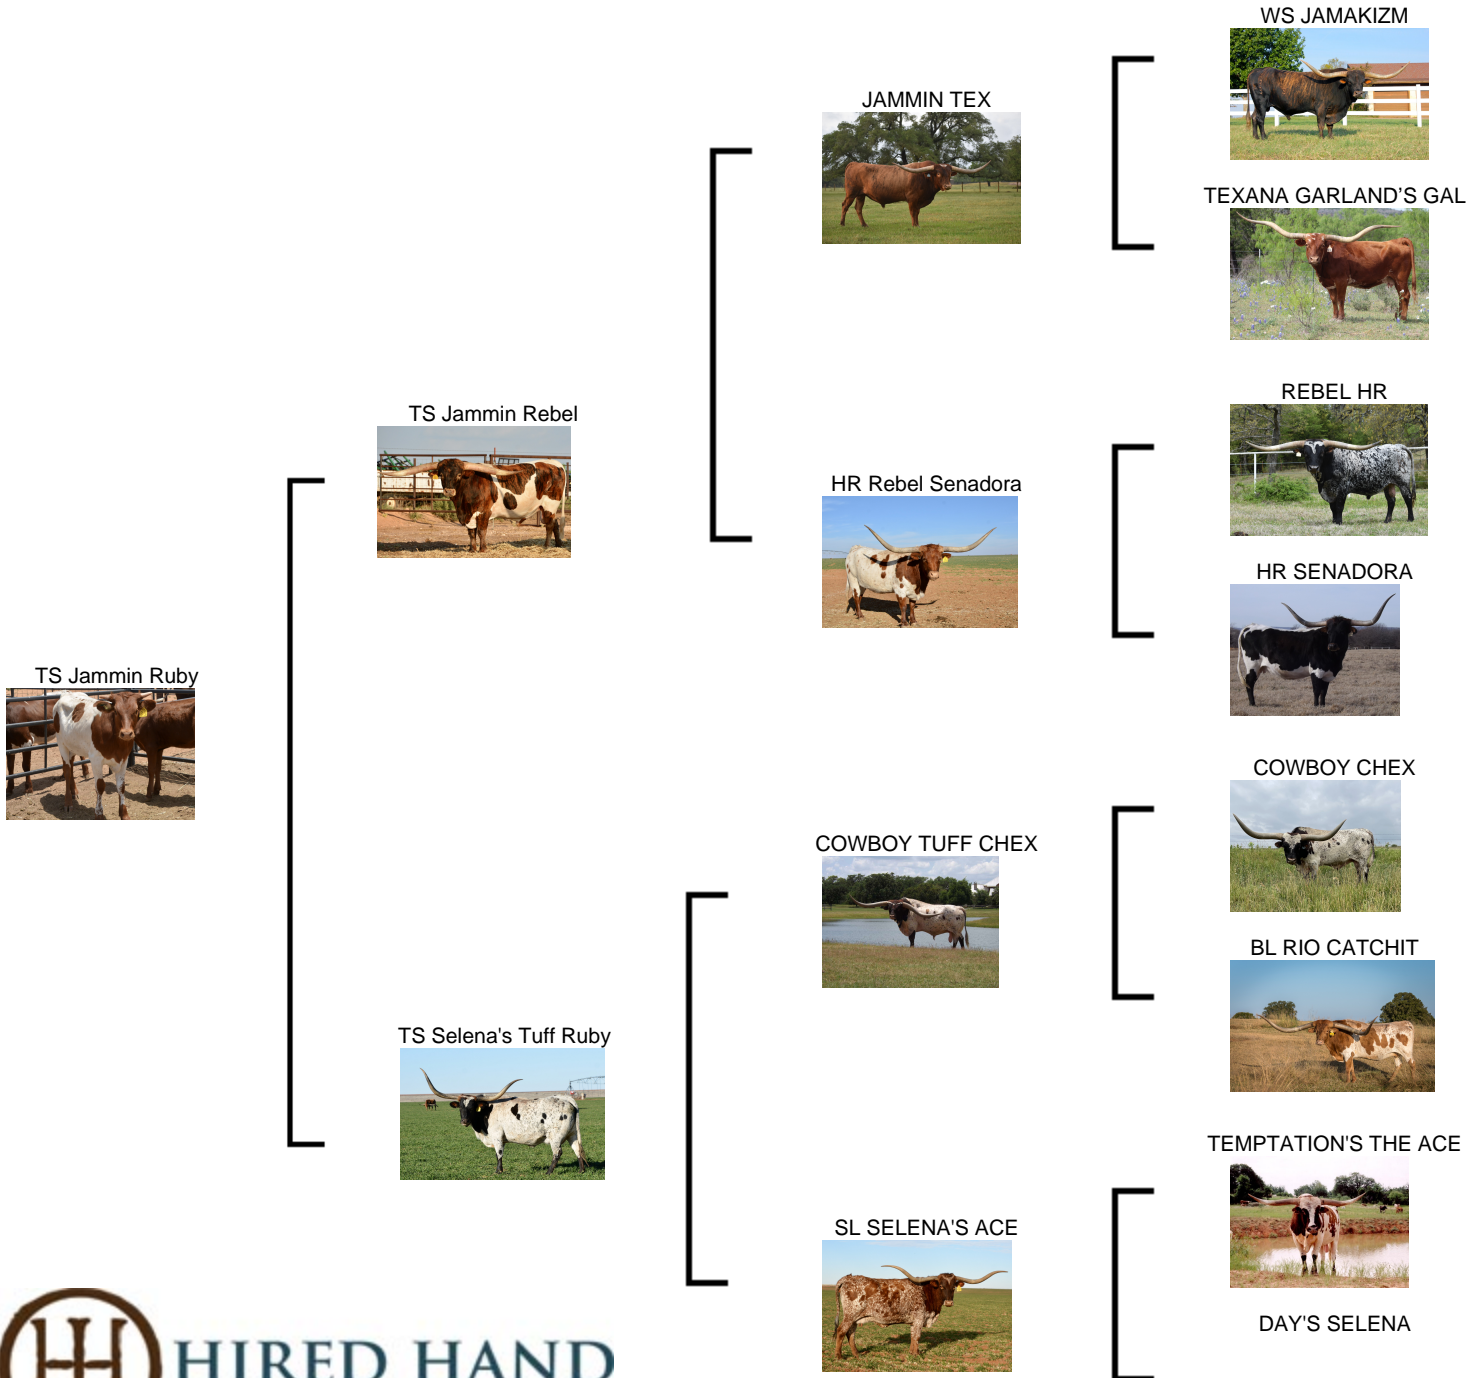 WS JAMAKIZM
JAMMIN TEX
TEXANA GARLAND'S GAL
REBEL HR
TS Jammin Rebel
HR Rebel Senadora
HR SENADORA
TS Jammin Ruby
COWBOY CHEX
COWBOY TUFF CHEX
BL RIO CATCHIT
TS Selena's Tuff Ruby
TEMPTATION'S THE ACE
SL SELENA'S ACE
DAY'S SELENA
HIRED HAND